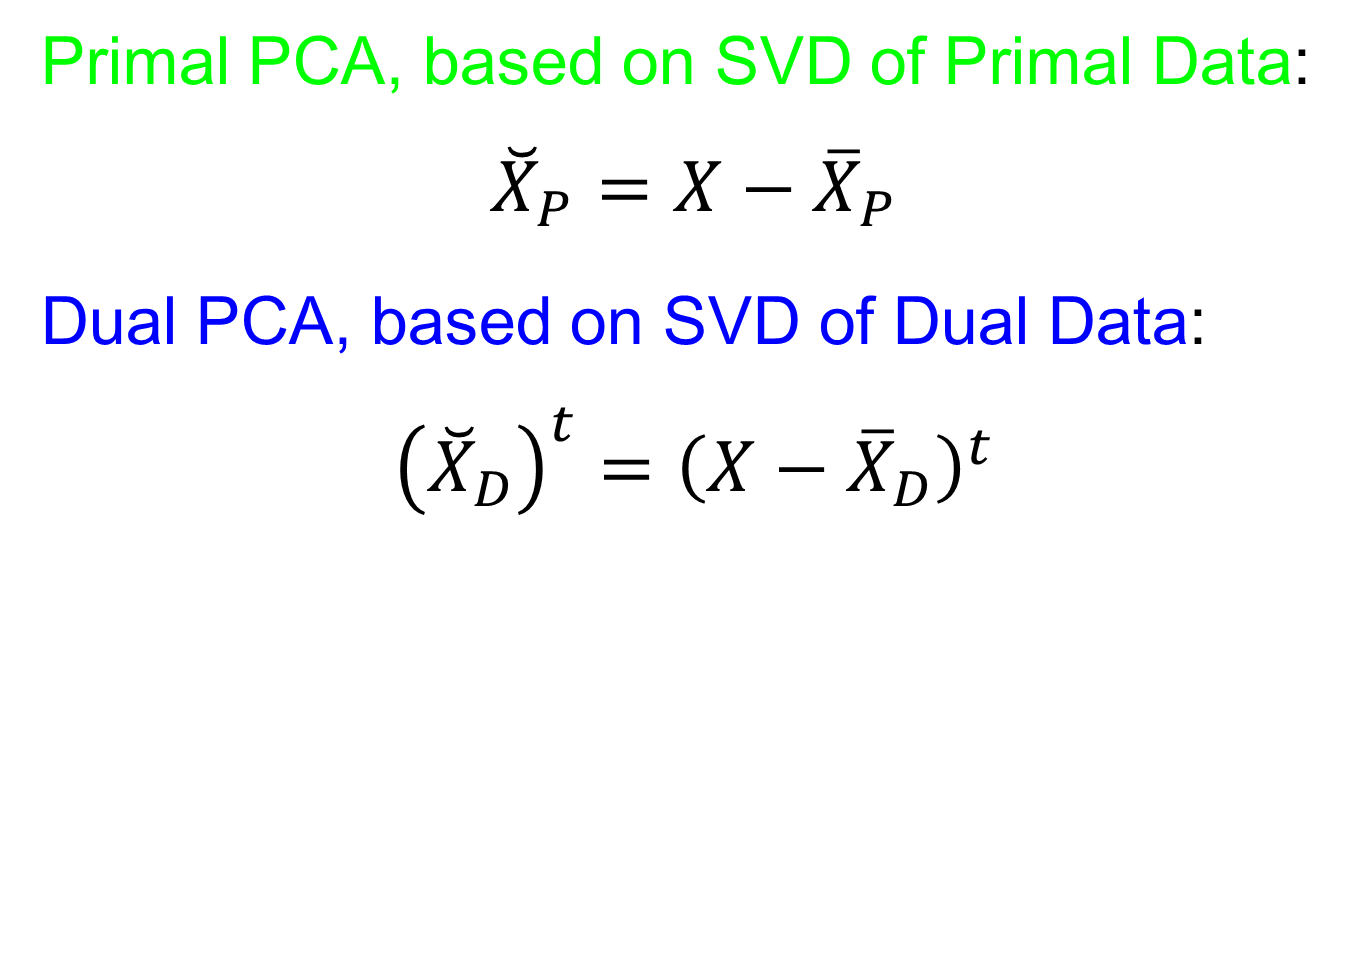 Primal PCA, based on SVD of Primal Data:
X̆_P = X − X̄_P
Dual PCA, based on SVD of Dual Data:
(X̆_D)^t = (X − X̄_D)^t